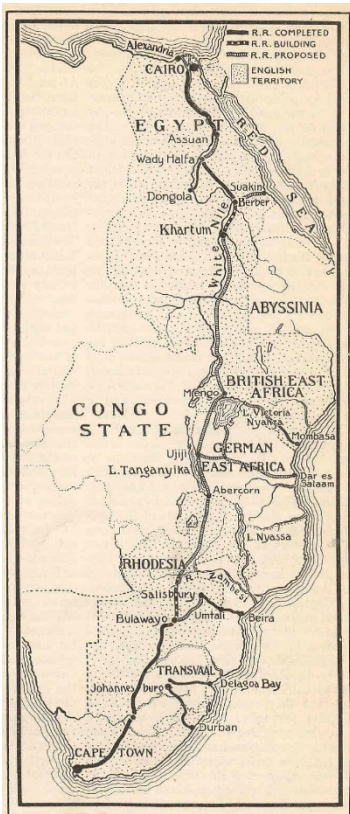 R.R. COMPLETED
R.R. BUILDING
R.R. PROPOSED
ENGLISH
TERRITORY
Alexandria
CAIRO
EGYPT
RED SEA
Assuan
Wady Halfa
Dongola
Suakin
Berber
Khartum
White Nile
ABYSSINIA
BRITISH EAST
AFRICA
Mengo
L. Victoria
Nyanza
CONGO
STATE
Mombasa
GERMAN
EAST AFRICA
Ujiji
L. Tanganyika
Dar es
Salaam
Abercorn
L. Nyassa
RHODESIA
R. Zambesi
Salisbury
Bulawayo
Umtali
Beira
TRANSVAAL
Johannesburg
Delagoa Bay
Durban
CAPE TOWN